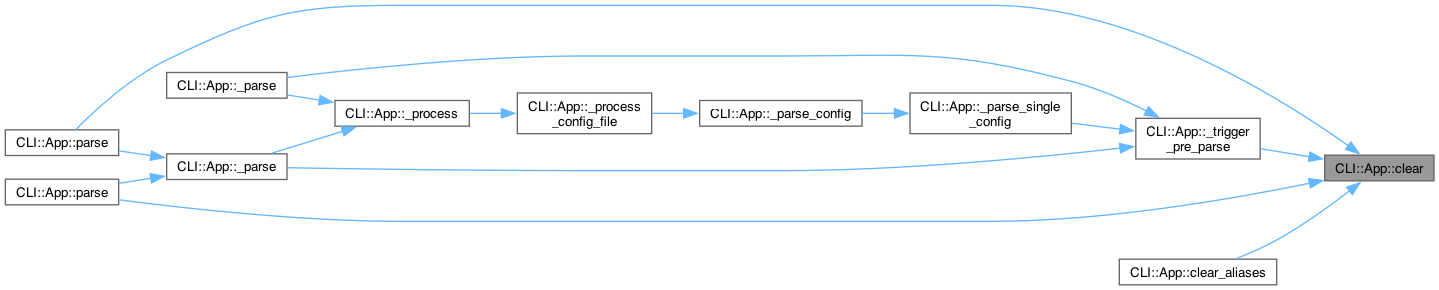 CLI::App::parse
CLI::App::parse
CLI::App::_parse
CLI::App::_parse
CLI::App::_process
CLI::App::_process
_config_file
CLI::App::_parse_config
CLI::App::_parse_single
_config
CLI::App::_trigger
_pre_parse
CLI::App::clear
CLI::App::clear_aliases